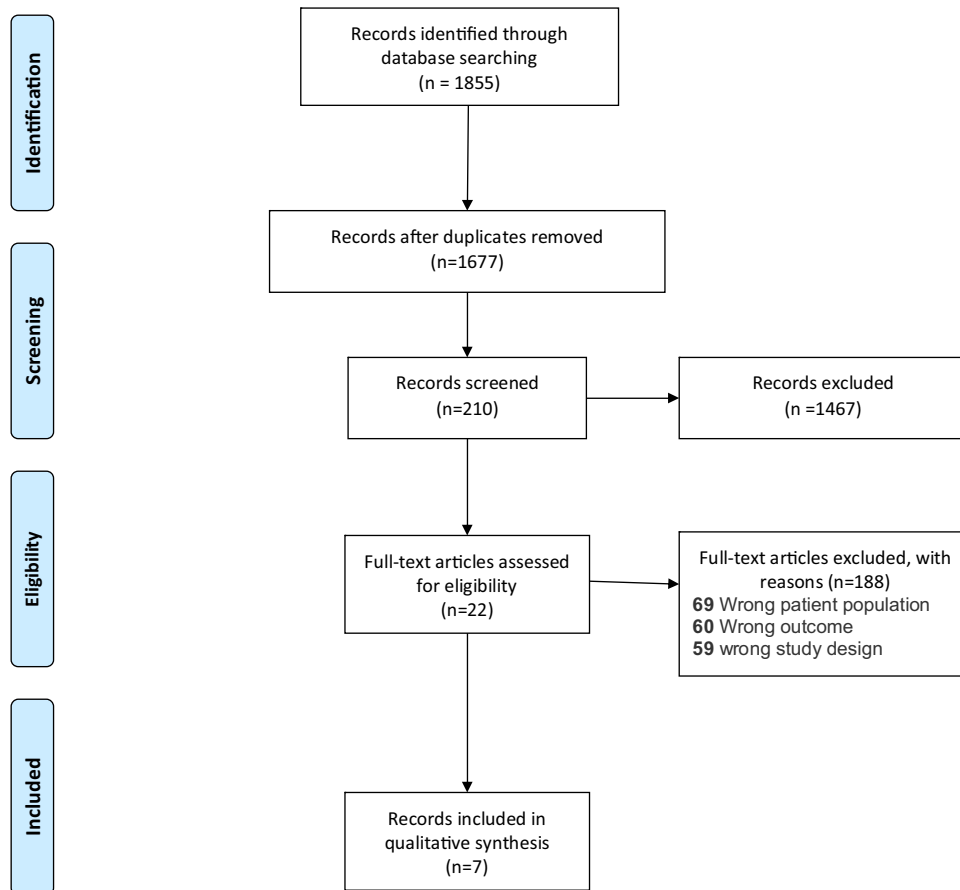 Identification
Records identified through
database searching
(n = 1855)
Records after duplicates removed
(n=1677)
Screening
Records screened
(n=210)
Records excluded
(n =1467)
Eligibility
Full-text articles assessed
for eligibility
(n=22)
Full-text articles excluded, with
reasons (n=188)
69 Wrong patient population
60 Wrong outcome
59 wrong study design
Included
Records included in
qualitative synthesis
(n=7)